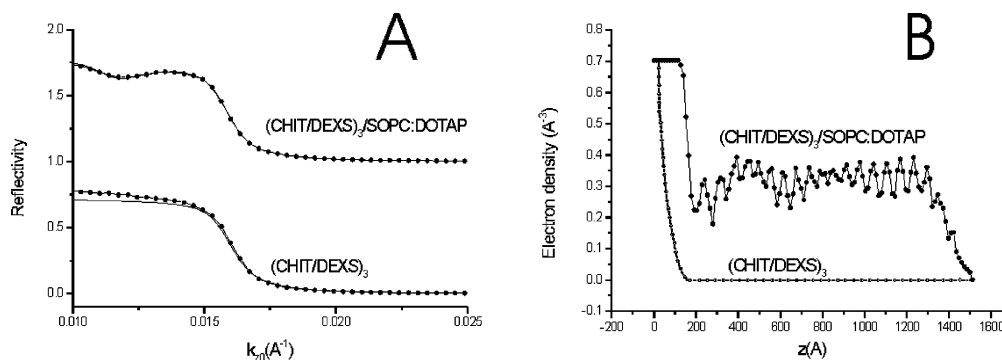 A
2.0
1.5
1.0
0.5
0.0
Reflectivity
(CHIT/DEXS)3/SOPC:DOTAP
(CHIT/DEXS)3
0.010
0.015
0.020
0.025
kz0(A-1)
B
0.8
0.7
0.6
0.5
0.4
0.3
0.2
0.1
0.0
-0.1
Electron density (A-3)
(CHIT/DEXS)3/SOPC:DOTAP
(CHIT/DEXS)3
-200
0
200
400
600
800
1000
1200
1400
1600
z(A)